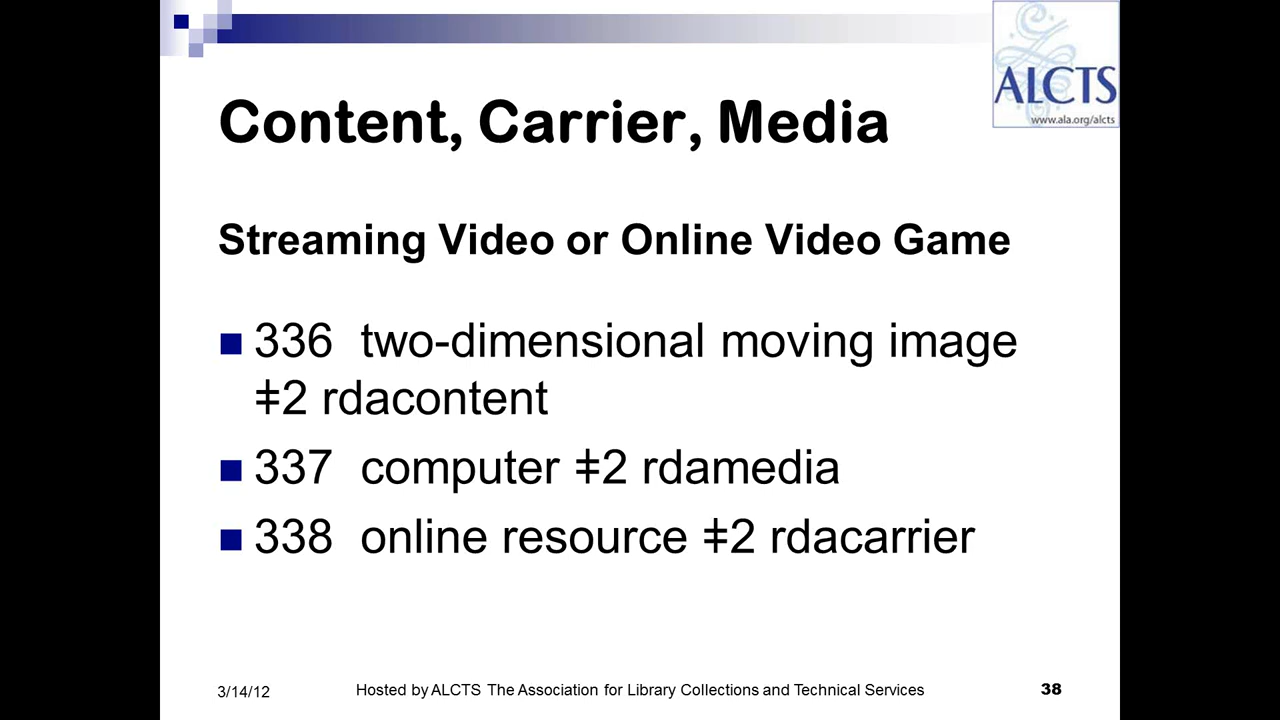 ALCTS
www.ala.org/alcts
Content, Carrier, Media
Streaming Video or Online Video Game
336  two-dimensional moving image
ǂ2 rdacontent
337  computer ǂ2 rdamedia
338  online resource ǂ2 rdacarrier
3/14/12
Hosted by ALCTS The Association for Library Collections and Technical Services
38